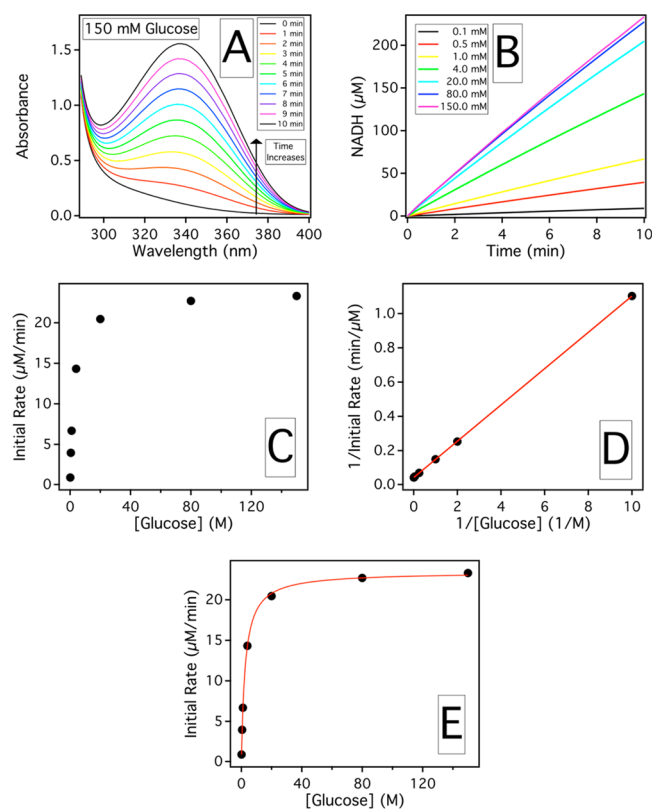 150 mM Glucose
A
0 min
1 min
2 min
3 min
4 min
5 min
6 min
7 min
8 min
9 min
10 min
Time
Increases
Absorbance
1.5
1.0
0.5
0.0
300
320
340
360
380
400
Wavelength (nm)
B
0.1 mM
0.5 mM
1.0 mM
4.0 mM
20.0 mM
80.0 mM
150.0 mM
NADH (µM)
200
150
100
50
0
0
2
4
6
8
10
Time (min)
C
Initial Rate (µM/min)
20
15
10
5
0
0
40
80
120
[Glucose] (M)
D
1/Initial Rate (min/µM)
1.0
0.8
0.6
0.4
0.2
0.0
0
2
4
6
8
10
1/[Glucose] (1/M)
E
Initial Rate (µM/min)
20
15
10
5
0
0
40
80
120
[Glucose] (M)